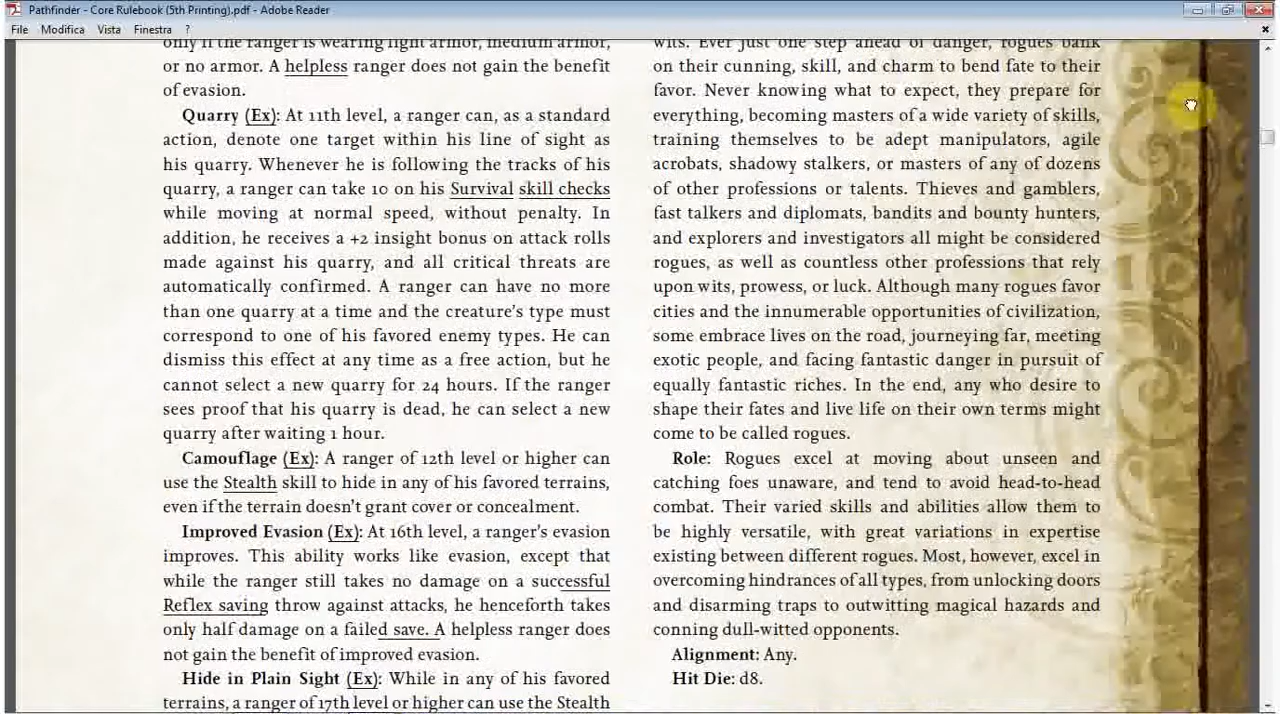 Pathfinder - Core Rulebook (5th Printing).pdf - Adobe Reader
File Modifica Vista Finestra ?
only if the ranger is wearing light armor, medium armor,
or no armor. A helpless ranger does not gain the benefit
of evasion.
Quarry (Ex): At 11th level, a ranger can, as a standard
action, denote one target within his line of sight as
his quarry. Whenever he is following the tracks of his
quarry, a ranger can take 10 on his Survival skill checks
while moving at normal speed, without penalty. In
addition, he receives a +2 insight bonus on attack rolls
made against his quarry, and all critical threats are
automatically confirmed. A ranger can have no more
than one quarry at a time and the creature's type must
correspond to one of his favored enemy types. He can
dismiss this effect at any time as a free action, but he
cannot select a new quarry for 24 hours. If the ranger
sees proof that his quarry is dead, he can select a new
quarry after waiting 1 hour.
Camouflage (Ex): A ranger of 12th level or higher can
use the Stealth skill to hide in any of his favored terrains,
even if the terrain doesn't grant cover or concealment.
Improved Evasion (Ex): At 16th level, a ranger's evasion
improves. This ability works like evasion, except that
while the ranger still takes no damage on a successful
Reflex saving throw against attacks, he henceforth takes
only half damage on a failed save. A helpless ranger does
not gain the benefit of improved evasion.
Hide in Plain Sight (Ex): While in any of his favored
terrains, a ranger of 17th level or higher can use the Stealth
wits. Ever just one step ahead of danger, rogues bank
on their cunning, skill, and charm to bend fate to their
favor. Never knowing what to expect, they prepare for
everything, becoming masters of a wide variety of skills,
training themselves to be adept manipulators, agile
acrobats, shadowy stalkers, or masters of any of dozens
of other professions or talents. Thieves and gamblers,
fast talkers and diplomats, bandits and bounty hunters,
and explorers and investigators all might be considered
rogues, as well as countless other professions that rely
upon wits, prowess, or luck. Although many rogues favor
cities and the innumerable opportunities of civilization,
some embrace lives on the road, journeying far, meeting
exotic people, and facing fantastic danger in pursuit of
equally fantastic riches. In the end, any who desire to
shape their fates and live life on their own terms might
come to be called rogues.
Role: Rogues excel at moving about unseen and
catching foes unaware, and tend to avoid head-to-head
combat. Their varied skills and abilities allow them to
be highly versatile, with great variations in expertise
existing between different rogues. Most, however, excel in
overcoming hindrances of all types, from unlocking doors
and disarming traps to outwitting magical hazards and
conning dull-witted opponents.
Alignment: Any.
Hit Die: d8.